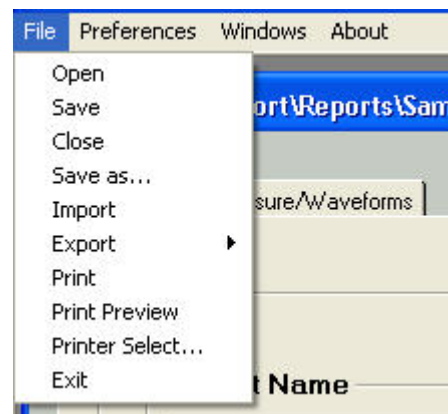 File Preferences Windows About
Open
Save
ort\Reports\Sam
Close
Save as...
Import
sure/Waveforms
Export
Print
Print Preview
Printer Select...
Exit
t Name